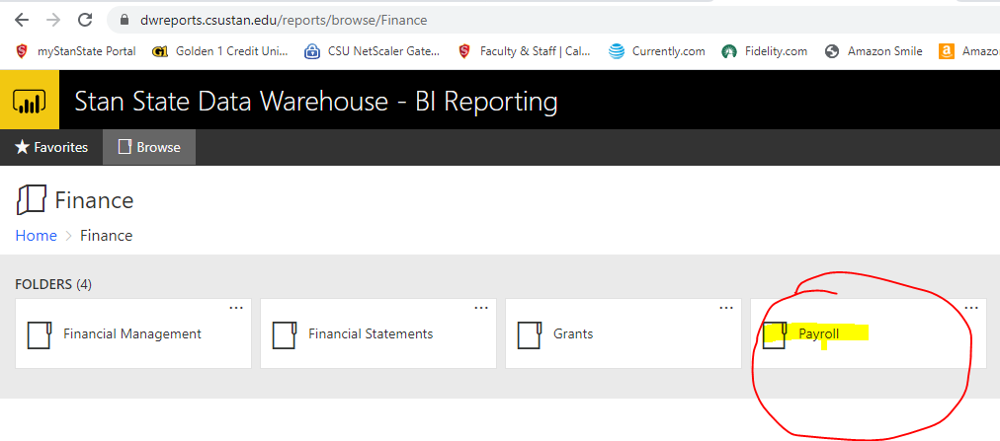 dwreports.csustan.edu/reports/browse/Finance
myStanState Portal Golden 1 Credit Uni... CSU NetScaler Gate... Faculty & Staff | Cal... Currently.com Fidelity.com Amazon Smile Amazo
Stan State Data Warehouse - BI Reporting
Favorites Browse
Finance
Home > Finance
FOLDERS (4)
Financial Management ... Financial Statements ... Grants ... Payroll ...